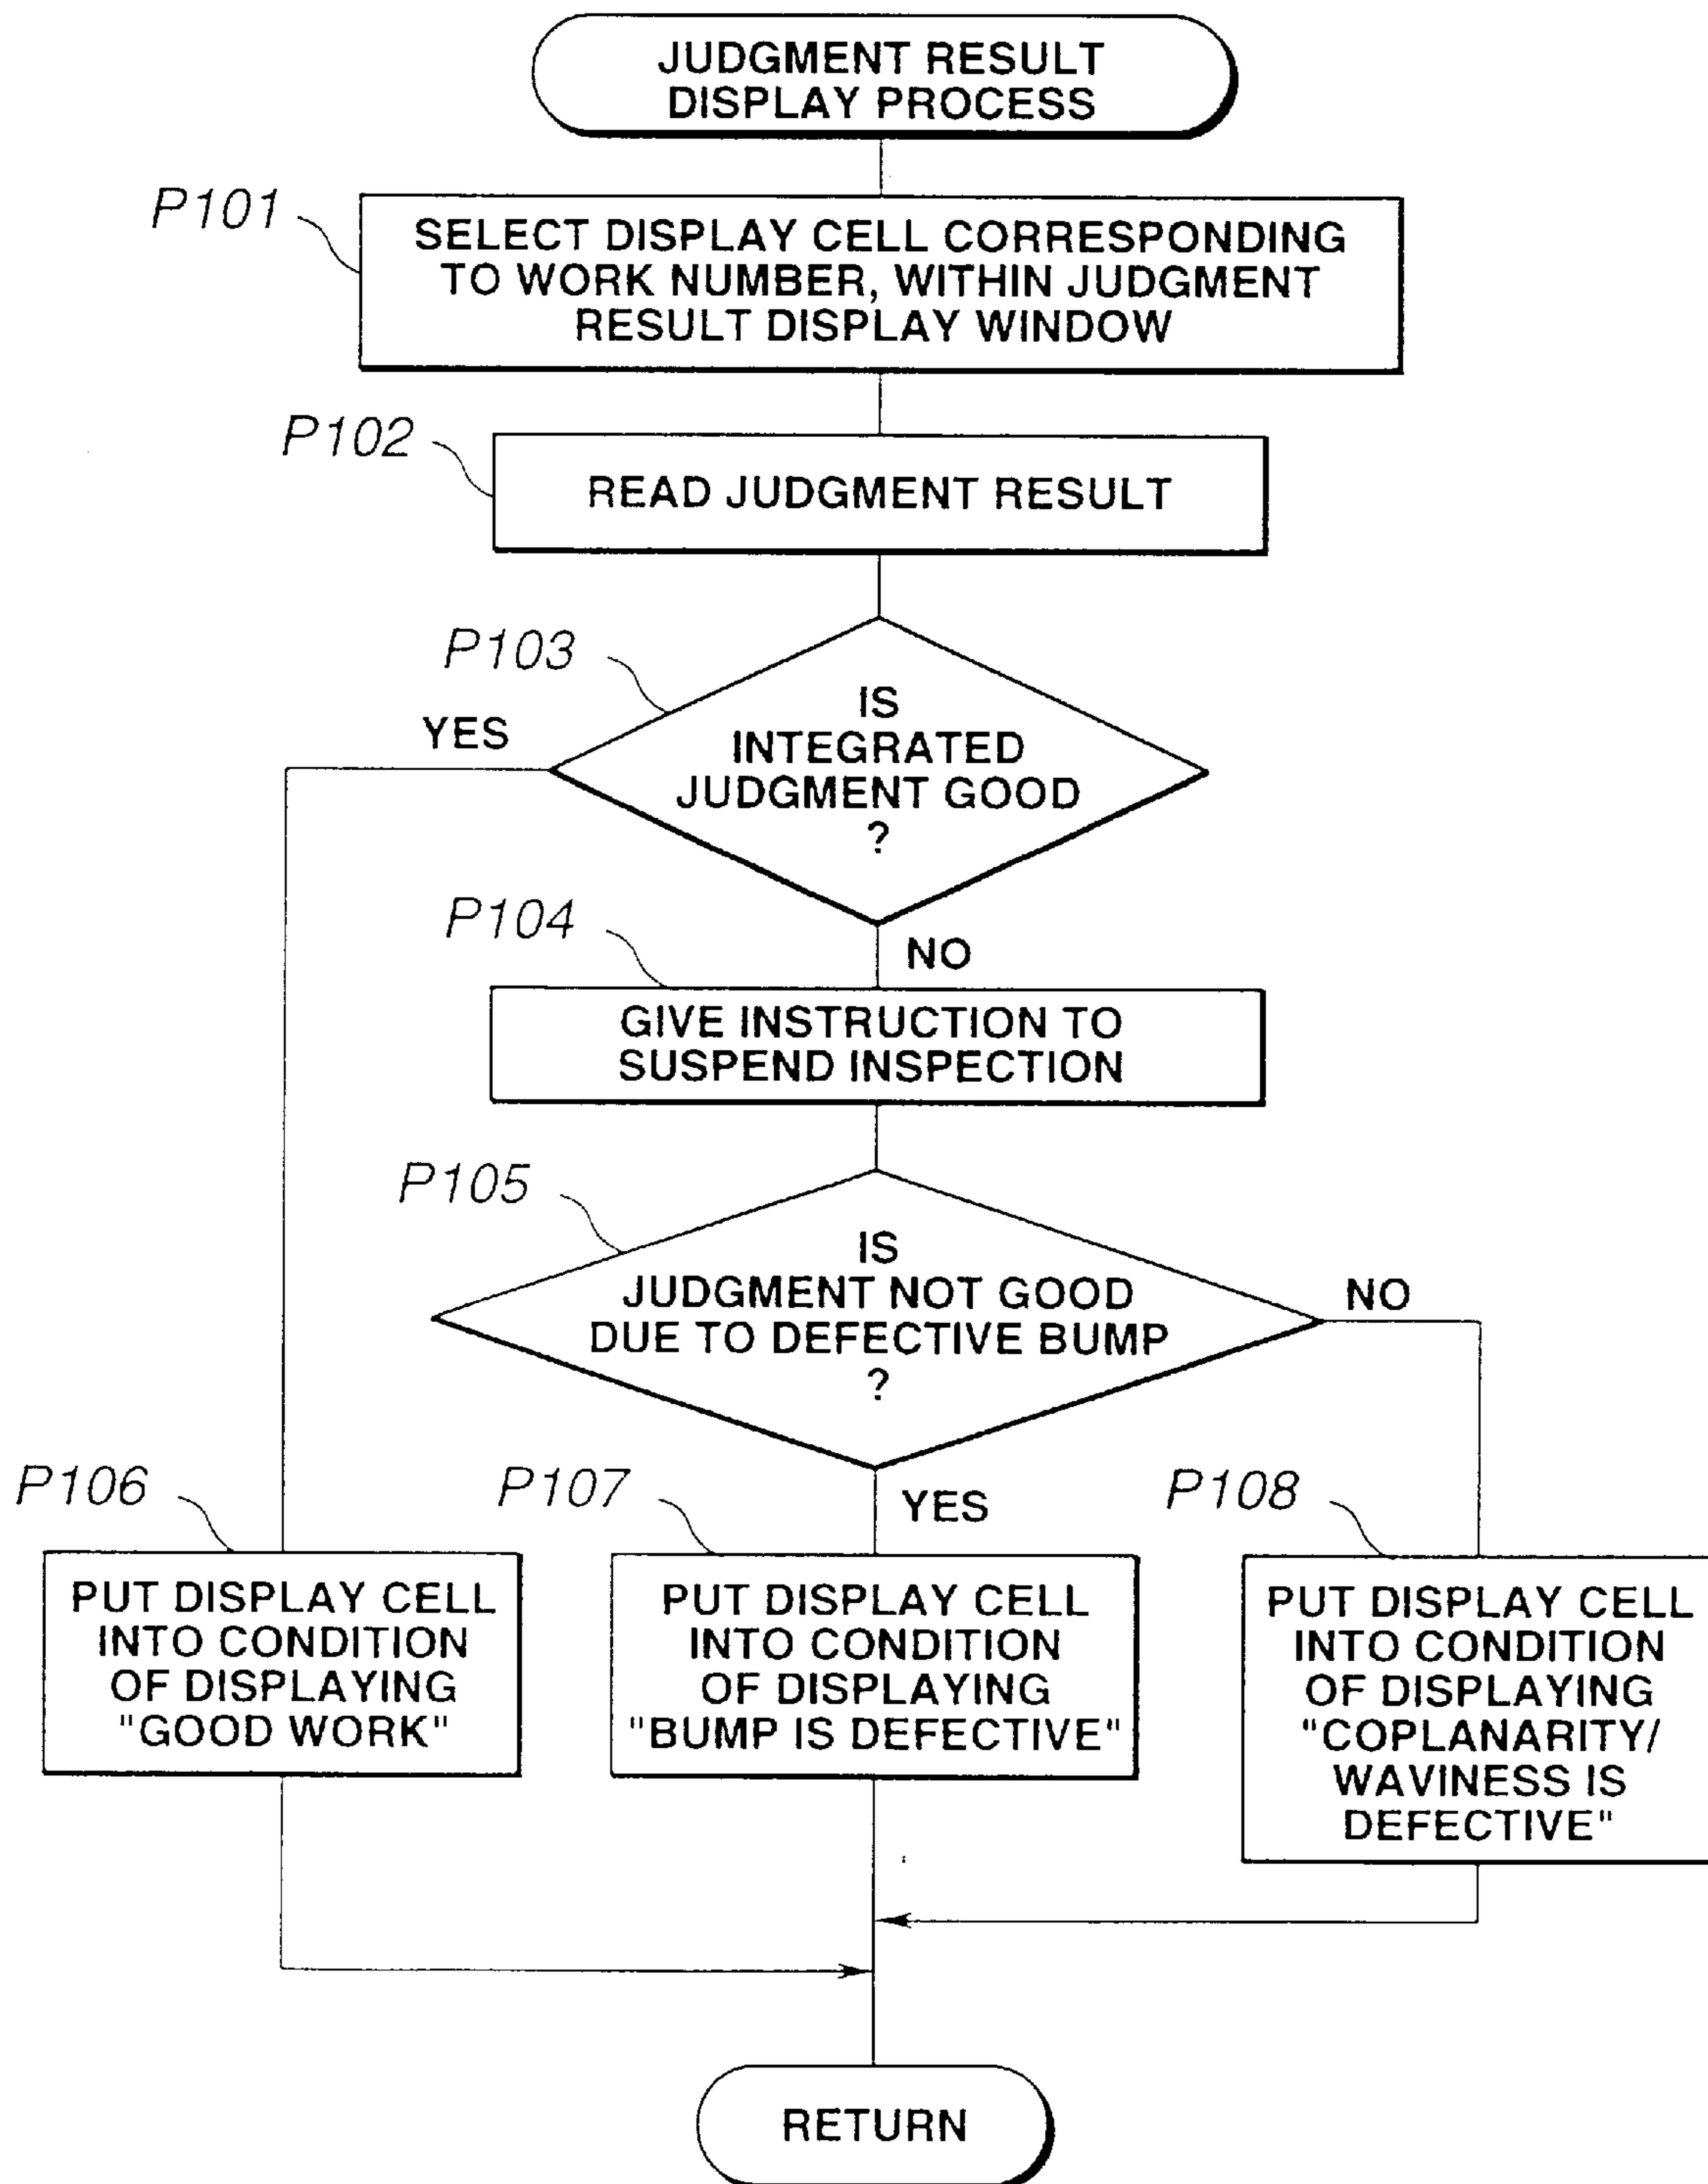 JUDGMENT RESULT
DISPLAY PROCESS
P101
SELECT DISPLAY CELL CORRESPONDING
TO WORK NUMBER, WITHIN JUDGMENT
RESULT DISPLAY WINDOW
P102
READ JUDGMENT RESULT
P103
YES
IS
INTEGRATED
JUDGMENT GOOD
?
P104
NO
GIVE INSTRUCTION TO
SUSPEND INSPECTION
P105
IS
JUDGMENT NOT GOOD
DUE TO DEFECTIVE BUMP
?
NO
YES
P106
PUT DISPLAY CELL
INTO CONDITION
OF DISPLAYING
"GOOD WORK"
P107
PUT DISPLAY CELL
INTO CONDITION
OF DISPLAYING
"BUMP IS DEFECTIVE"
P108
PUT DISPLAY CELL
INTO CONDITION
OF DISPLAYING
"COPLANARITY/
WAVINESS IS
DEFECTIVE"
RETURN